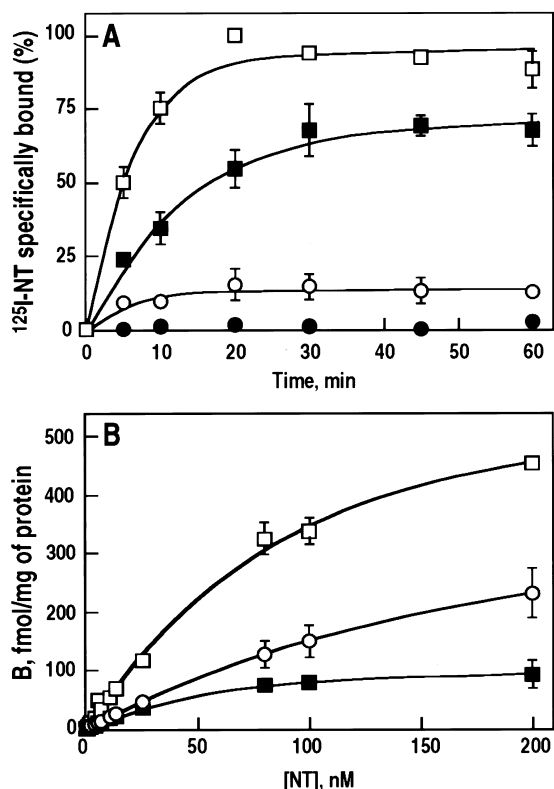 A
¹²⁵I-NT specifically bound (%)
100
75
50
25
0
0 10 20 30 40 50 60
Time, min
B
B, fmol/mg of protein
500
400
300
200
100
0
0 50 100 150 200
[NT], nM